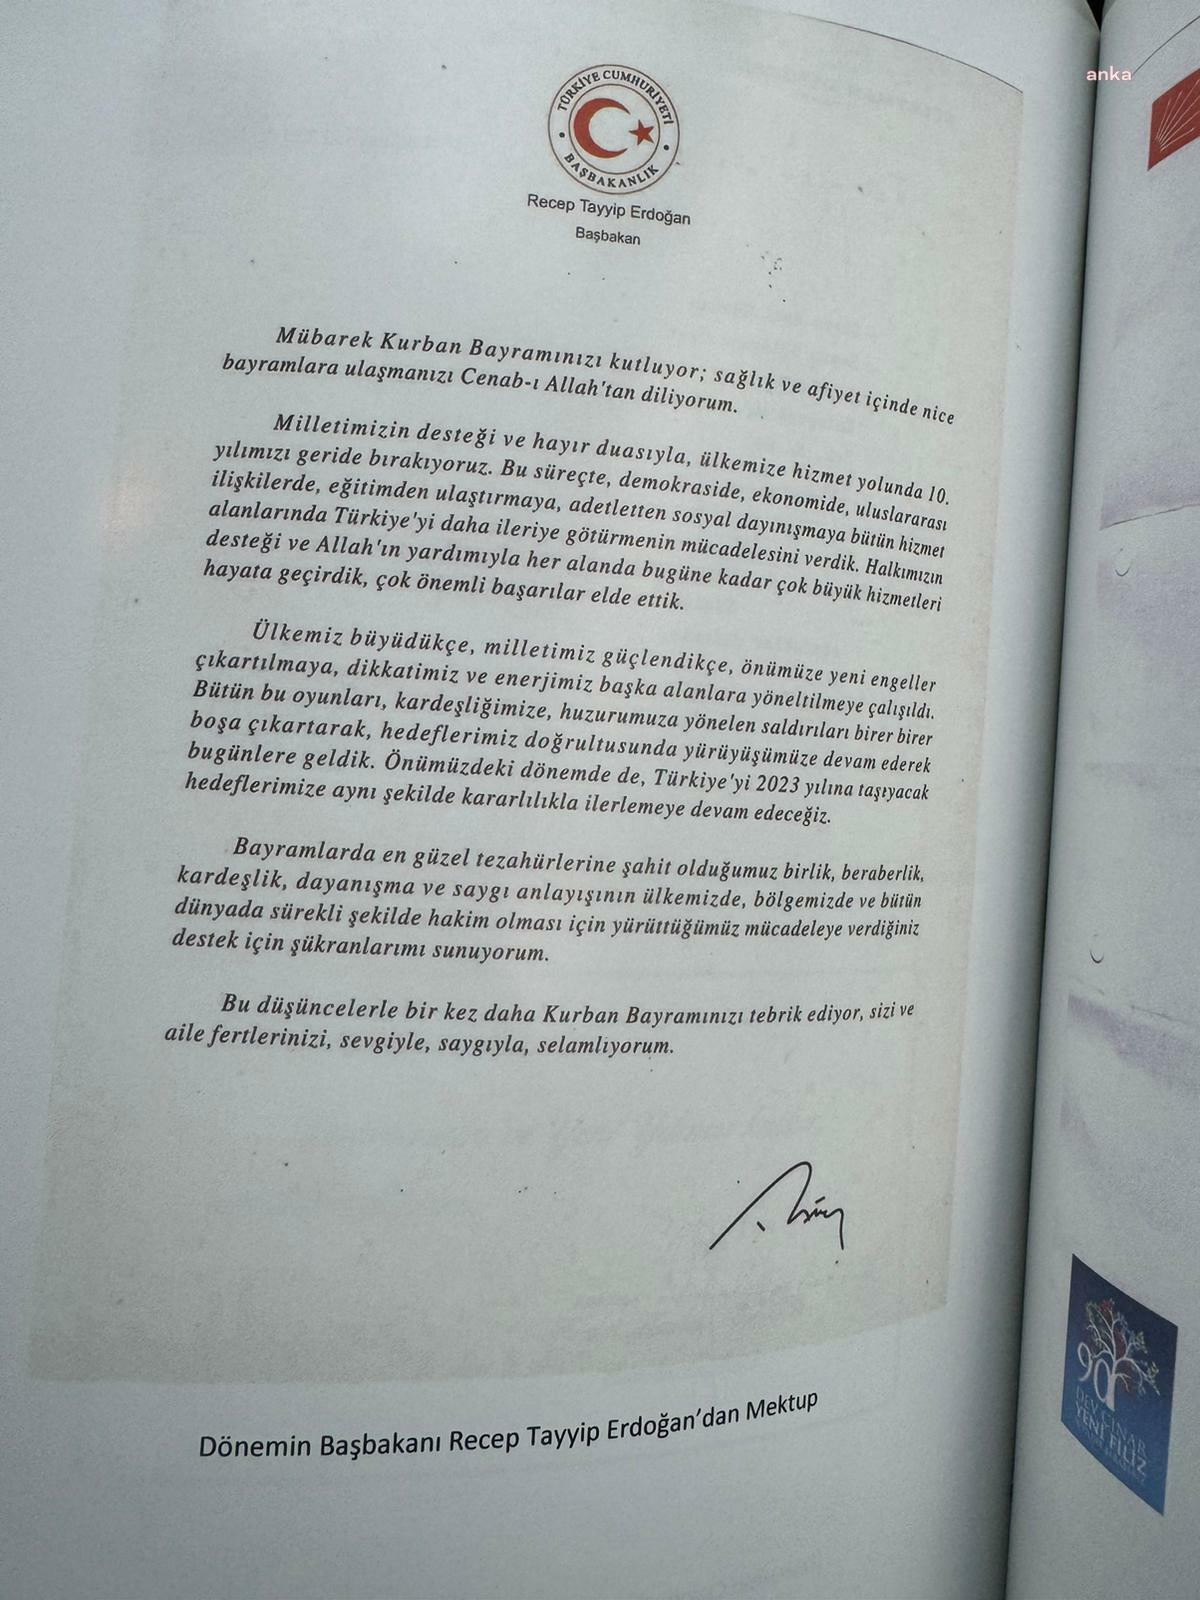 anka
TÜRKİYE CUMHURİYETİ
BAŞBAKANLIK
Recep Tayyip Erdoğan
Başbakan
Mübarek Kurban Bayramınızı kutluyor; sağlık ve afiyet içinde nice
bayramlara ulaşmanızı Cenab-ı Allah'tan diliyorum.
Milletimizin desteği ve hayır duasıyla, ülkemize hizmet yolunda 10.
yılımızı geride bırakıyoruz. Bu süreçte, demokraside, ekonomide, uluslararası
ilişkilerde, eğitimden ulaştırmaya, adetletten sosyal dayınışmaya bütün hizmet
alanlarında Türkiye'yi daha ileriye götürmenin mücadelesini verdik. Halkımızın
desteği ve Allah'ın yardımıyla her alanda bugüne kadar çok büyük hizmetleri
hayata geçirdik, çok önemli başarılar elde ettik.
Ülkemiz büyüdükçe, milletimiz güçlendikçe, önümüze yeni engeller
çıkartılmaya, dikkatimiz ve enerjimiz başka alanlara yöneltilmeye çalışıldı.
Bütün bu oyunları, kardeşliğimize, huzurumuza yönelen saldırıları birer birer
boşa çıkartarak, hedeflerimiz doğrultusunda yürüyüşümüze devam ederek
bugünlere geldik. Önümüzdeki dönemde de, Türkiye'yi 2023 yılına taşıyacak
hedeflerimize aynı şekilde kararlılıkla ilerlemeye devam edeceğiz.
Bayramlarda en güzel tezahürlerine şahit olduğumuz birlik, beraberlik,
kardeşlik, dayanışma ve saygı anlayışının ülkemizde, bölgemizde ve bütün
dünyada sürekli şekilde hakim olması için yürüttüğümüz mücadeleye verdiğiniz
destek için şükranlarımı sunuyorum.
Bu düşüncelerle bir kez daha Kurban Bayramınızı tebrik ediyor, sizi ve
aile fertlerinizi, sevgiyle, saygıyla, selamlıyorum.
Dönemin Başbakanı Recep Tayyip Erdoğan'dan Mektup
90
DEV ÇINAR
YENİ FİLİZ